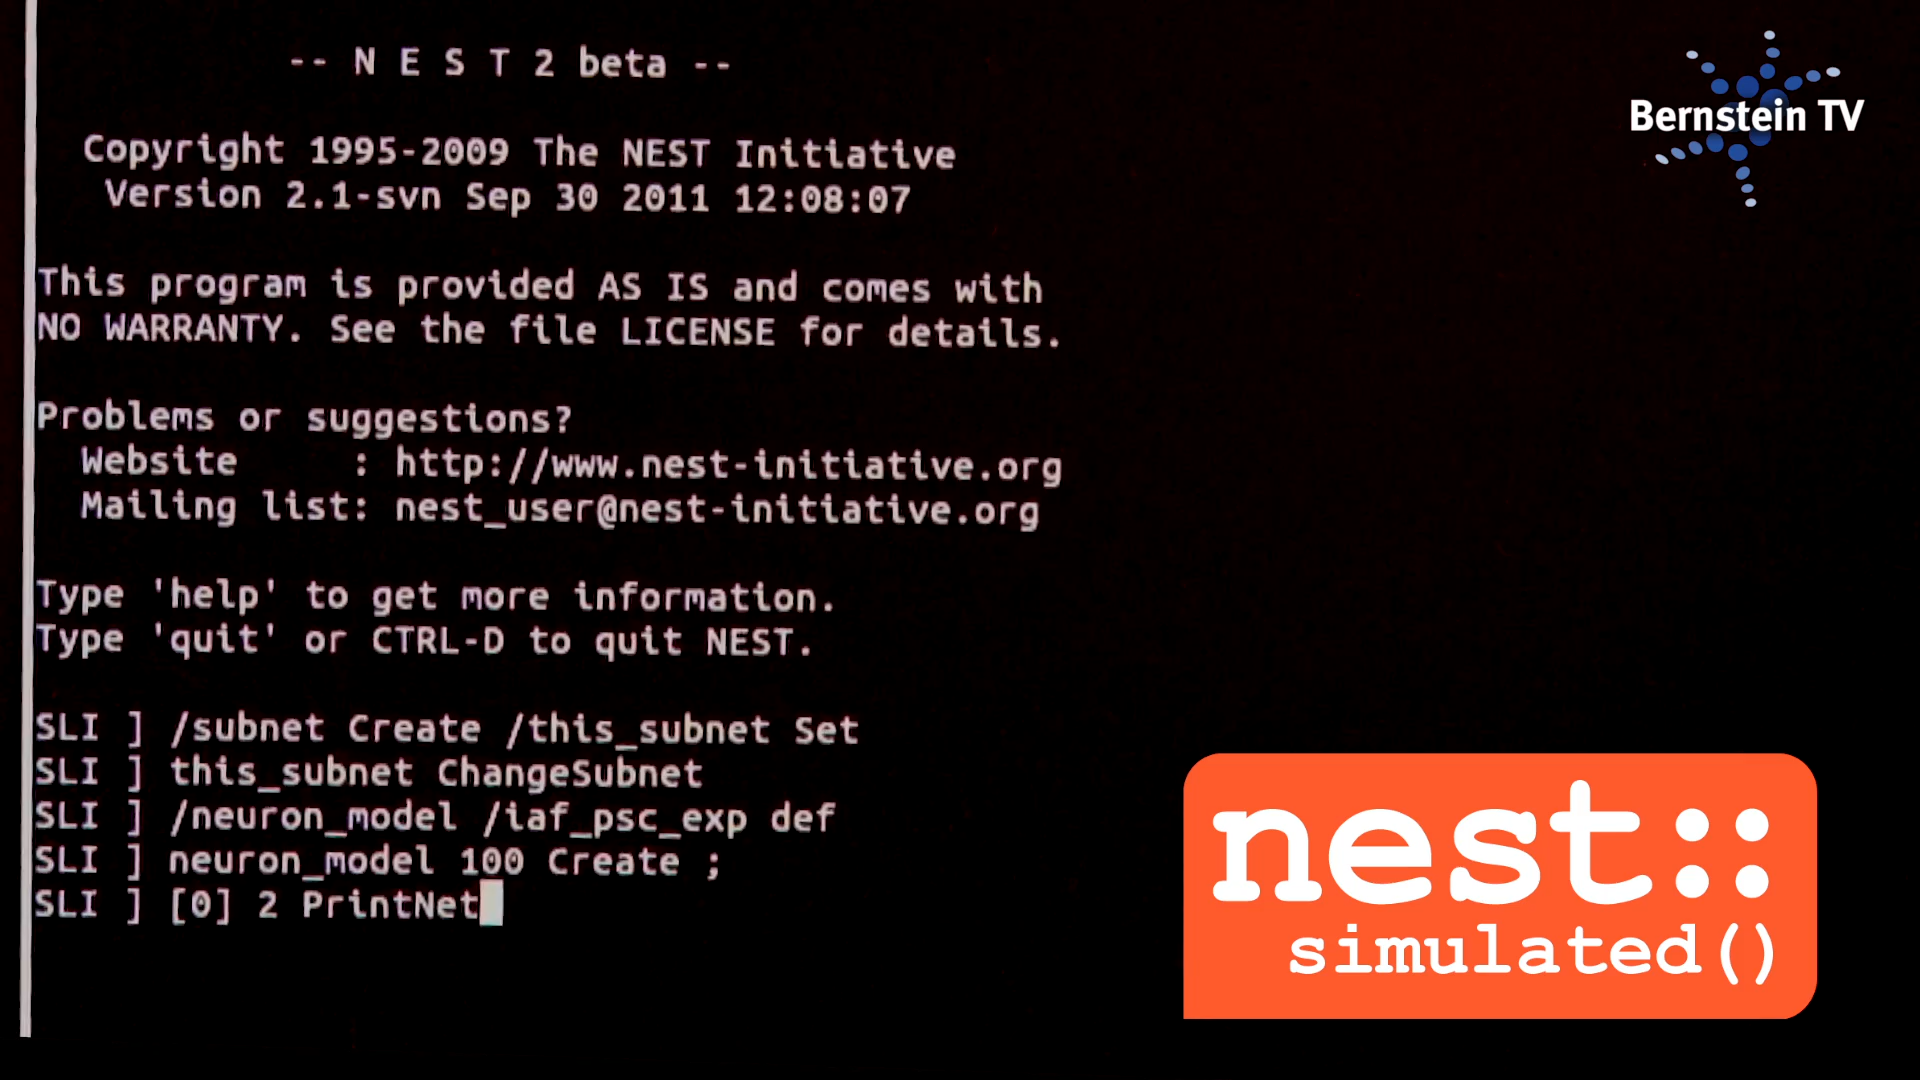 -- N E S T 2 beta --
Copyright 1995-2009 The NEST Initiative
Version 2.1-svn Sep 30 2011 12:08:07
This program is provided AS IS and comes with
NO WARRANTY. See the file LICENSE for details.
Problems or suggestions?
Website : http://www.nest-initiative.org
Mailing list: nest_user@nest-initiative.org
Type 'help' to get more information.
Type 'quit' or CTRL-D to quit NEST.
SLI ] /subnet Create /this_subnet Set
SLI ] this_subnet ChangeSubnet
SLI ] /neuron_model /iaf_psc_exp def
SLI ] neuron_model 100 Create ;
SLI ] [0] 2 PrintNet
Bernstein TV
nest::
simulated()